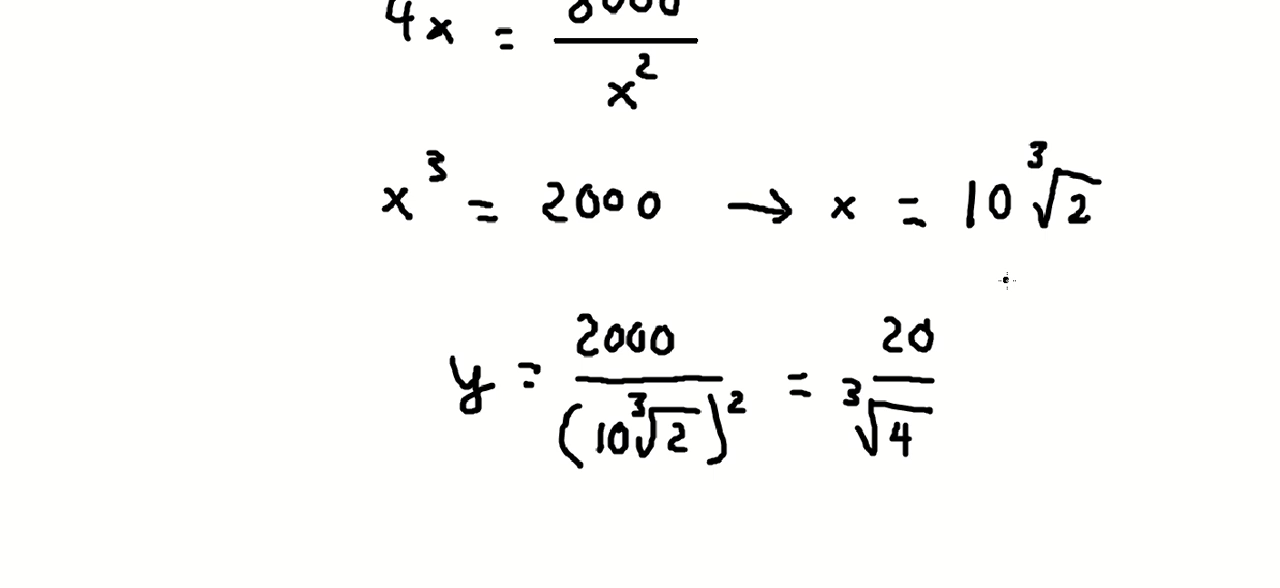 4x = 8000 / x²
x³ = 2000 → x = 10 ∛2
y = 2000 / (10∛2)² = 20 / ∛4